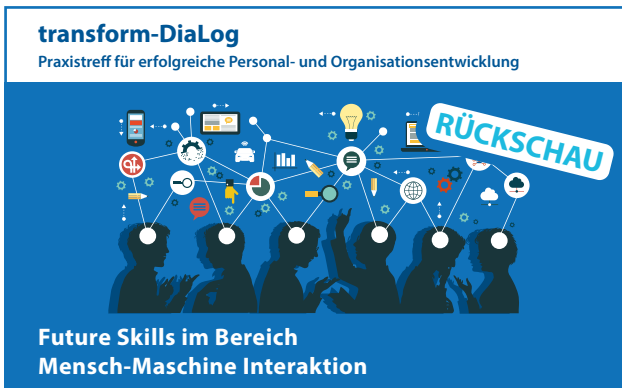 transform-DiaLog
Praxistreff für erfolgreiche Personal- und Organisationsentwicklung
RÜCKSCHAU
Future Skills im Bereich
Mensch-Maschine Interaktion